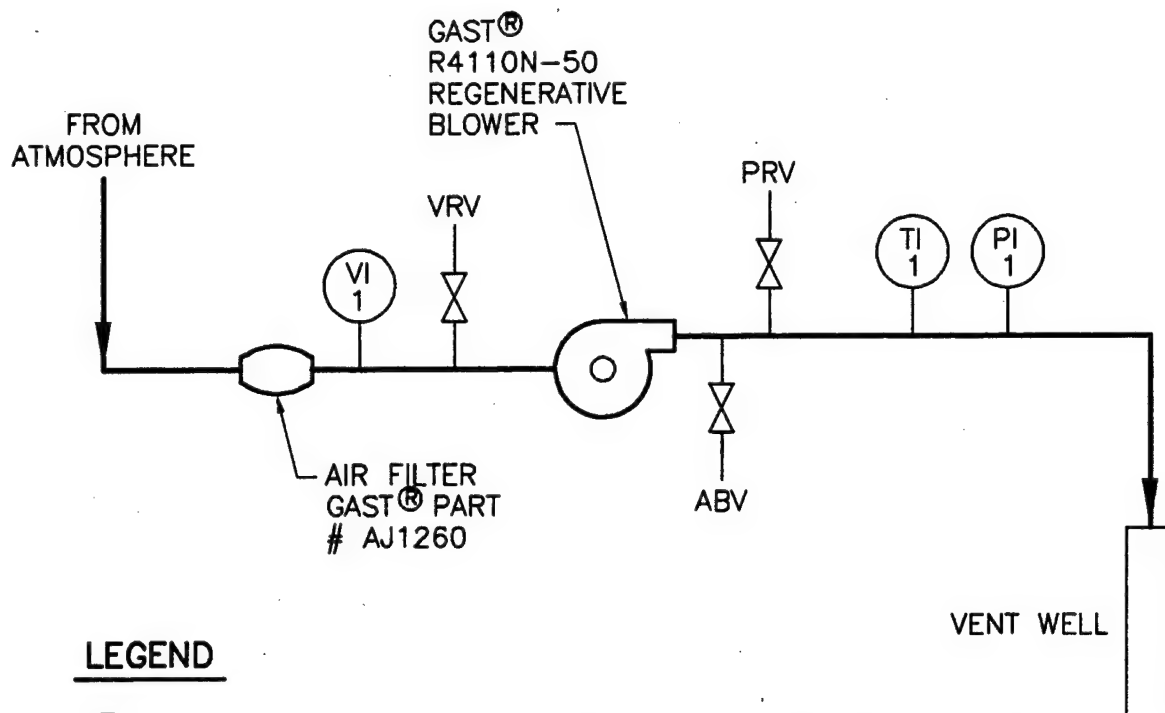 GAST®
R4110N-50
REGENERATIVE
BLOWER
FROM
ATMOSPHERE
PRV
VRV
TI
1
PI
1
VI
1
AIR FILTER
GAST® PART
# AJ1260
ABV
VENT WELL
LEGEND